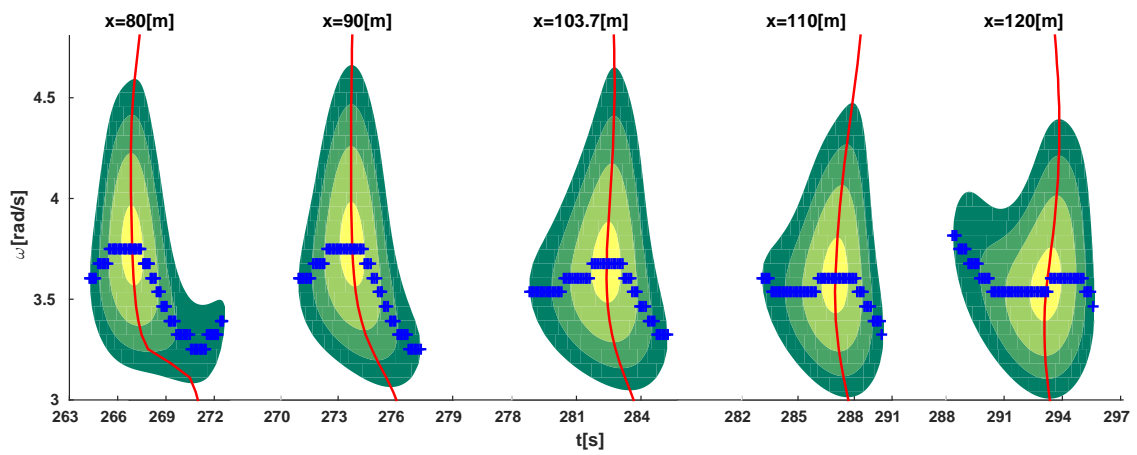 x=80[m] x=90[m] x=103.7[m] x=110[m] x=120[m]
4.5
4
3.5
3
ω[rad/s]
263 266 269 272 270 273 276 279 278 281 284 282 285 288 291 288 291 294 297
t[s]